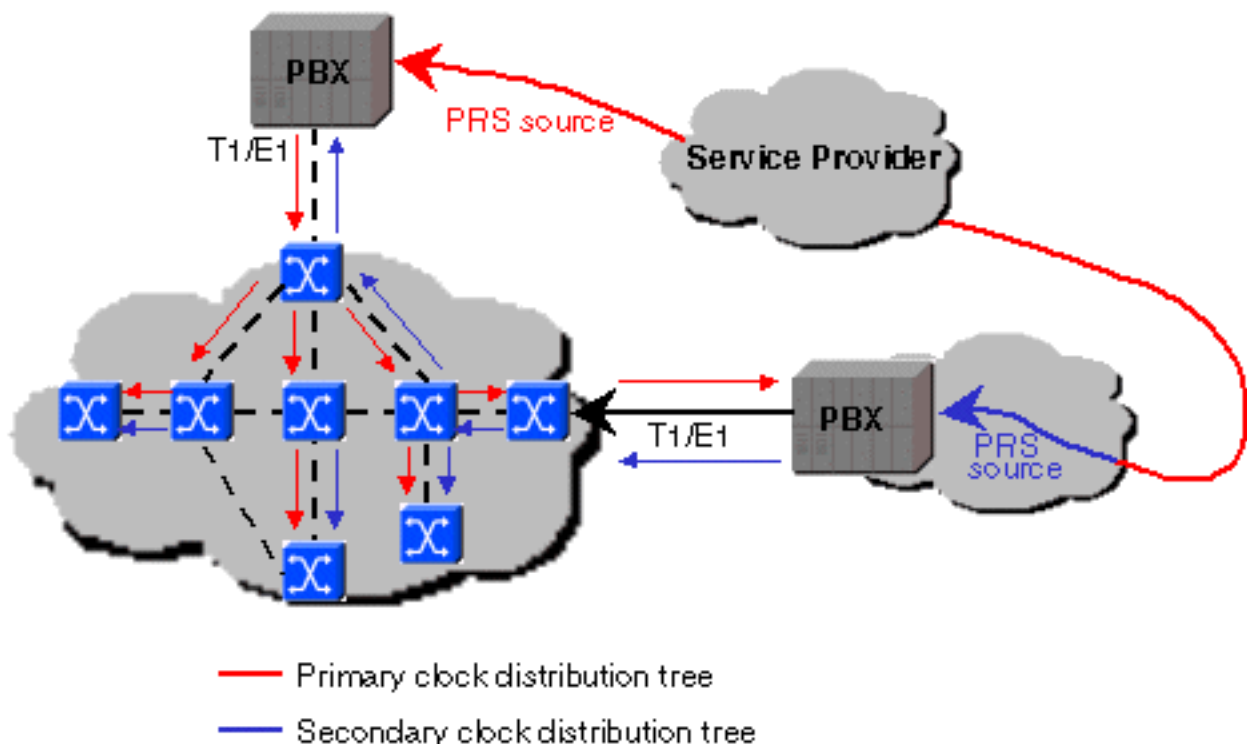 PBX
PRS source
T1/E1
Service Provider
PBX
T1/E1
PRS
source
Primary clock distribution tree
Secondary clock distribution tree